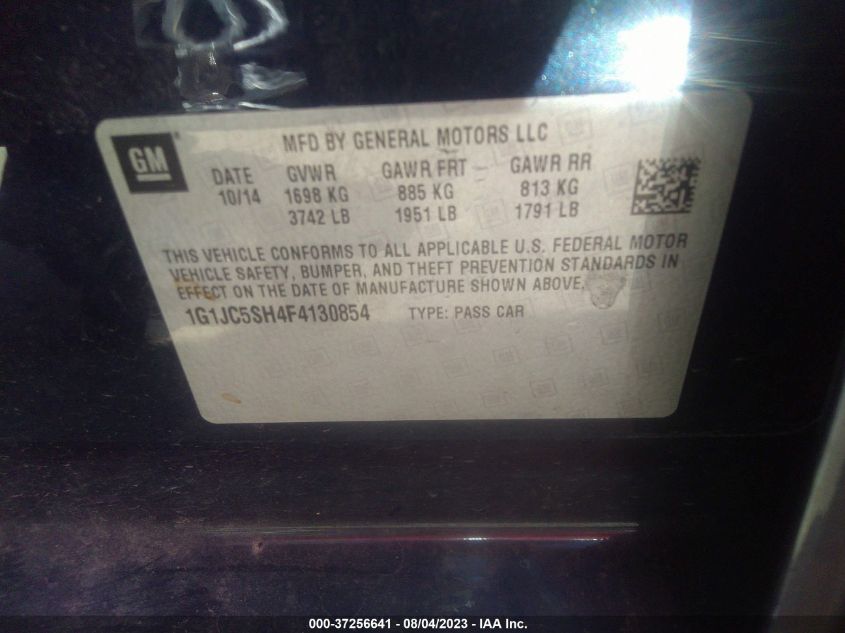 GM
MFD BY GENERAL MOTORS LLC
DATE GVWR GAWR FRT GAWR RR
10/14 1698 KG 885 KG 813 KG
3742 LB 1951 LB 1791 LB
THIS VEHICLE CONFORMS TO ALL APPLICABLE U.S. FEDERAL MOTOR
VEHICLE SAFETY, BUMPER, AND THEFT PREVENTION STANDARDS IN
EFFECT ON THE DATE OF MANUFACTURE SHOWN ABOVE.
1G1JC5SH4F4130854 TYPE: PASS CAR
000-37256641 - 08/04/2023 - IAA Inc.